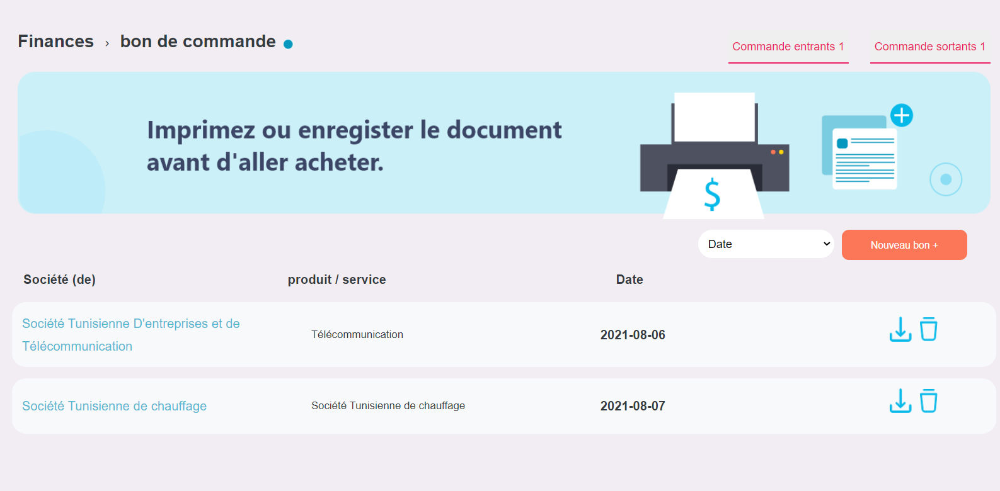 Finances › bon de commande
Commande entrants 1
Commande sortants 1
Imprimez ou enregister le document
avant d'aller acheter.
$
Date
Nouveau bon +
Société (de)
produit / service
Date
Société Tunisienne D'entreprises et de
Télécommunication
Télécommunication
2021-08-06
Société Tunisienne de chauffage
Société Tunisienne de chauffage
2021-08-07